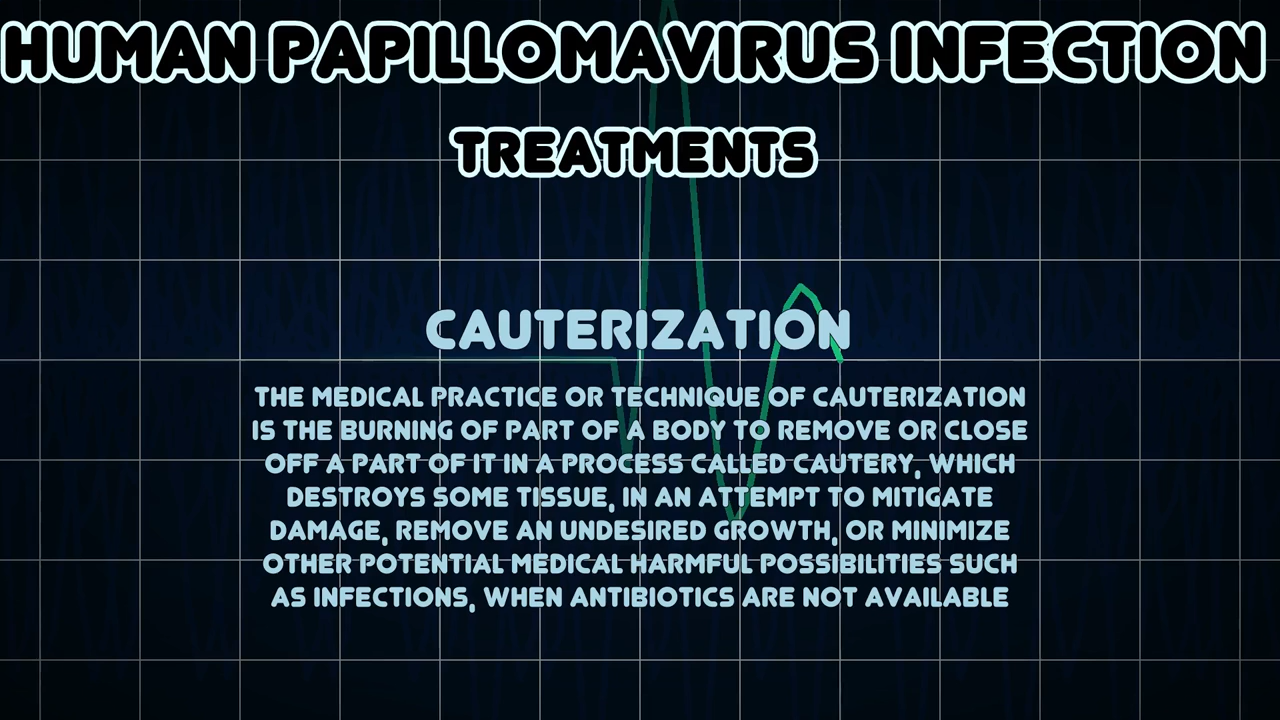 HUMAN PAPILLOMAVIRUS INFECTION
TREATMENTS
CAUTERIZATION
THE MEDICAL PRACTICE OR TECHNIQUE OF CAUTERIZATION
IS THE BURNING OF PART OF A BODY TO REMOVE OR CLOSE
OFF A PART OF IT IN A PROCESS CALLED CAUTERY, WHICH
DESTROYS SOME TISSUE, IN AN ATTEMPT TO MITIGATE
DAMAGE, REMOVE AN UNDESIRED GROWTH, OR MINIMIZE
OTHER POTENTIAL MEDICAL HARMFUL POSSIBILITIES SUCH
AS INFECTIONS, WHEN ANTIBIOTICS ARE NOT AVAILABLE